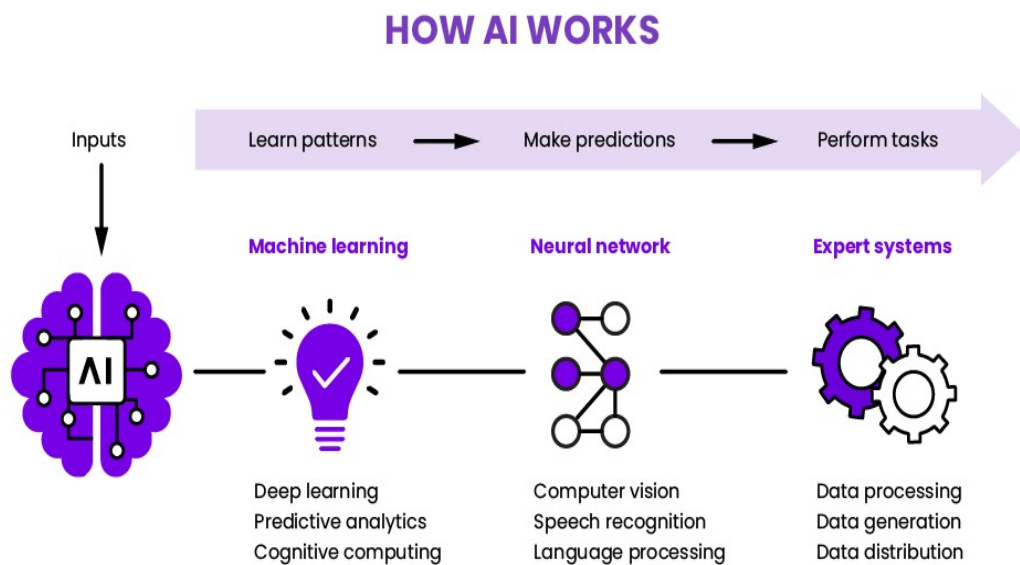 HOW AI WORKS
Inputs
Learn patterns
Make predictions
Perform tasks
Machine learning
Neural network
Expert systems
AI
Deep learning
Predictive analytics
Cognitive computing
Computer vision
Speech recognition
Language processing
Data processing
Data generation
Data distribution